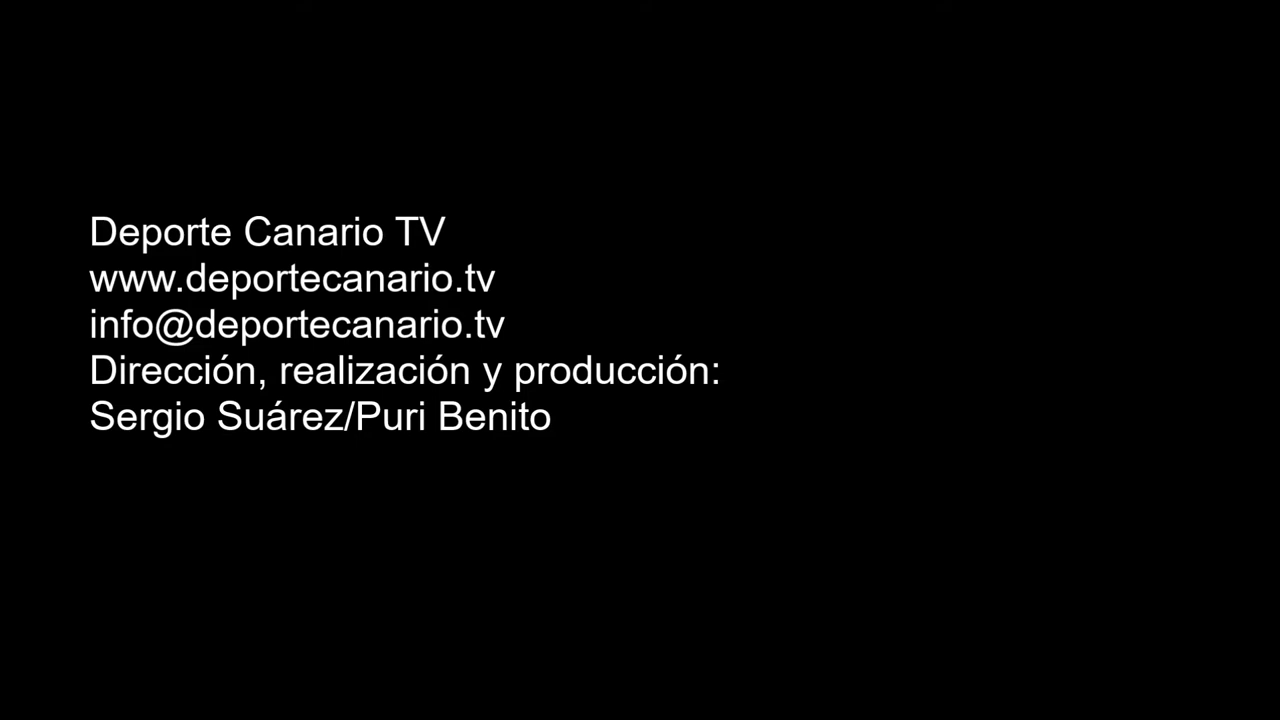 Deporte Canario TV
www.deportecanario.tv
info@deportecanario.tv
Dirección, realización y producción:
Sergio Suárez/Puri Benito